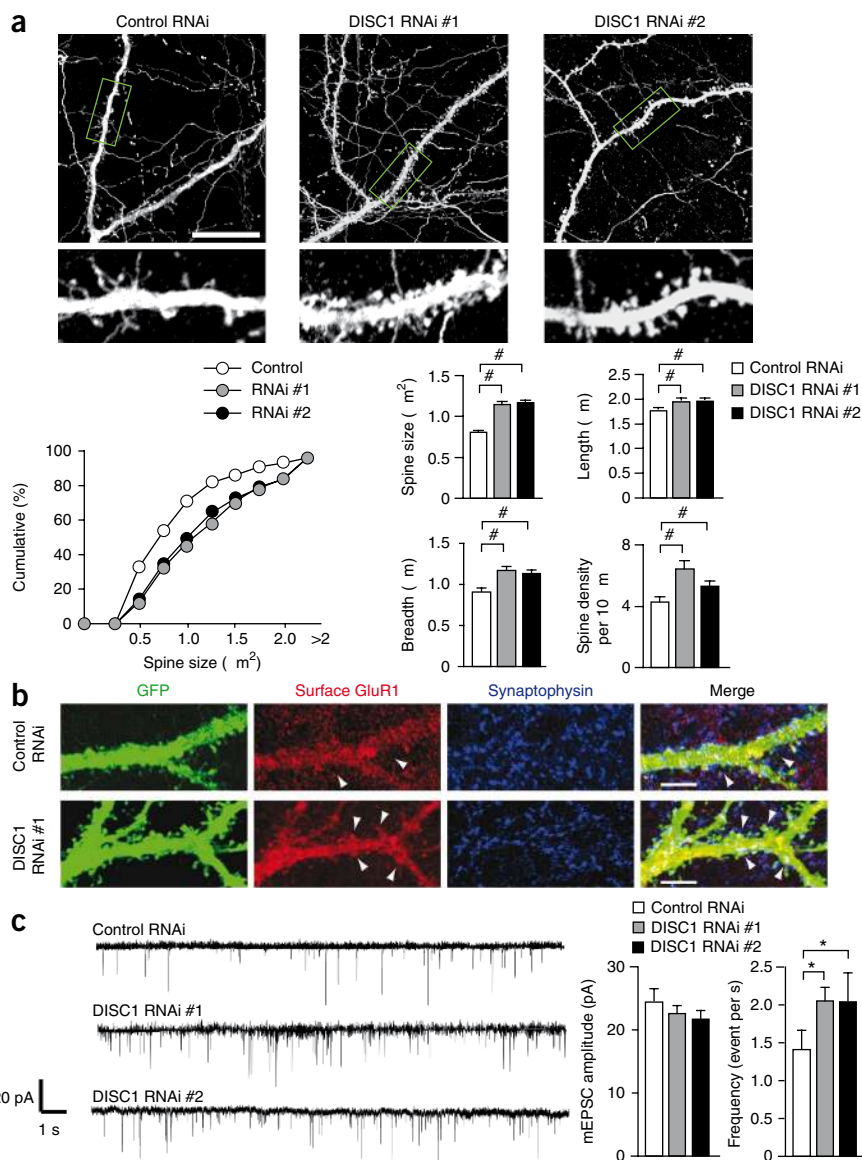 a
Control RNAi
DISC1 RNAi #1
DISC1 RNAi #2
Control
RNAi #1
RNAi #2
Cumulative (%)
100
80
60
40
20
0
0.5
1.0
1.5
2.0
>2
Spine size ( m²)
Spine size ( m²)
1.5
1.0
0.5
0
#
#
Length ( m)
2.5
2.0
1.5
1.0
0.5
0
#
#
Control RNAi
DISC1 RNAi #1
DISC1 RNAi #2
Breadth ( m)
1.5
1.0
0.5
0
#
#
Spine density
per 10 m
8
4
0
#
#
b
GFP
Surface GluR1
Synaptophysin
Merge
Control
RNAi
DISC1
RNAi #1
c
Control RNAi
DISC1 RNAi #1
DISC1 RNAi #2
20 pA
1 s
Control RNAi
DISC1 RNAi #1
DISC1 RNAi #2
mEPSC amplitude (pA)
30
20
10
0
Frequency (event per s)
2.5
2.0
1.5
1.0
0.5
0
*
*